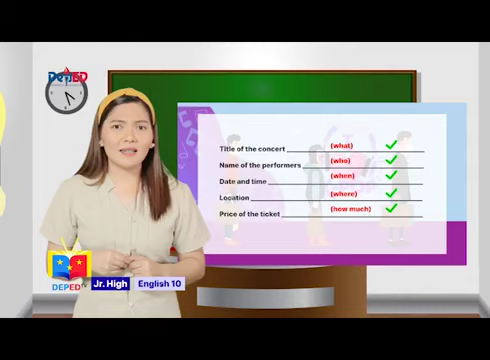 DepED
Title of the concert (what)
Name of the performers (who)
Date and time (when)
Location (where)
Price of the ticket (how much)
DEPED
Jr. High English 10